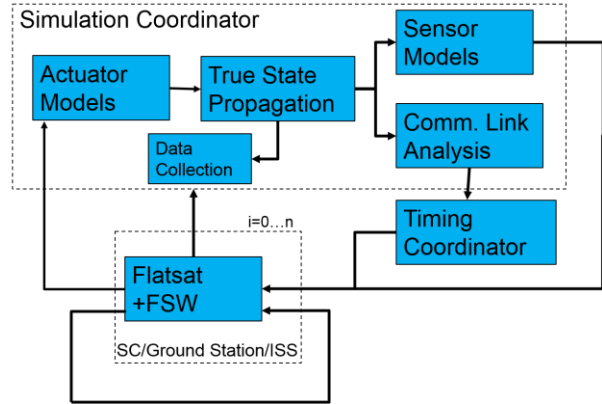 Simulation Coordinator
Actuator
Models
True State
Propagation
Sensor
Models
Comm. Link
Analysis
Data
Collection
Timing
Coordinator
i=0...n
Flatsat
+FSW
SC/Ground Station/ISS